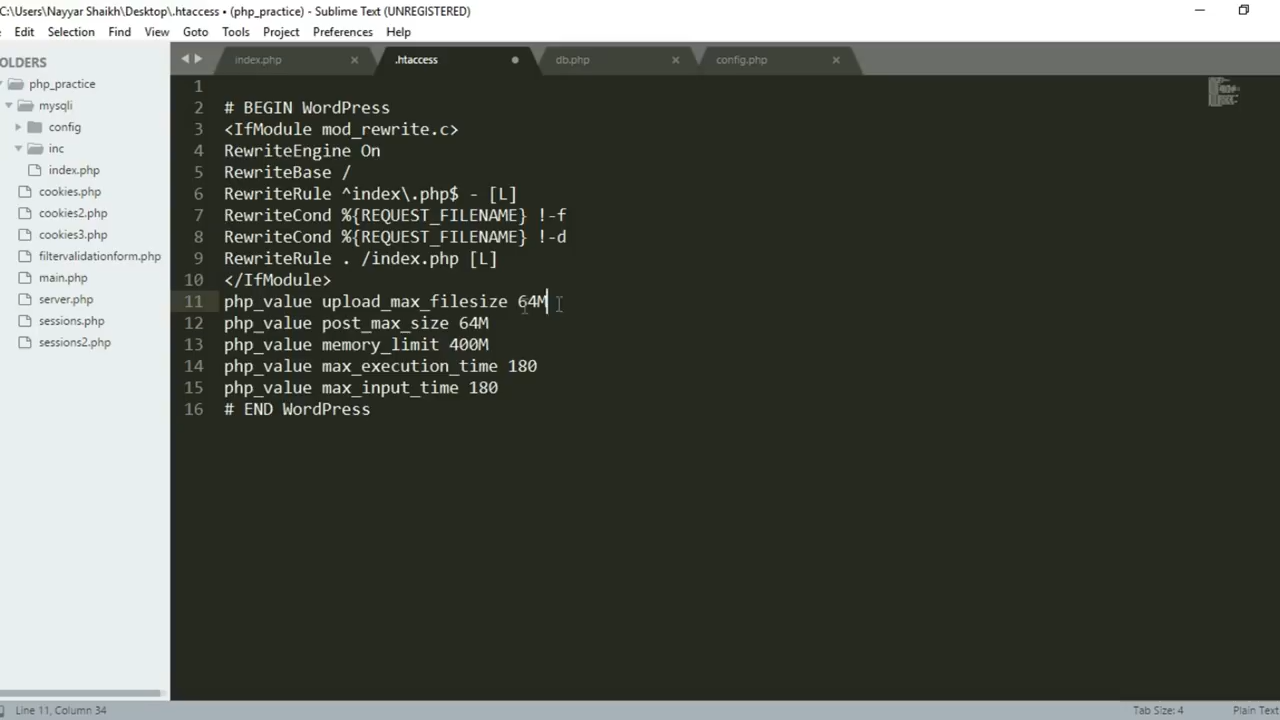 C:\Users\Nayyar Shaikh\Desktop\.htaccess • (php_practice) - Sublime Text (UNREGISTERED)
Edit Selection Find View Goto Tools Project Preferences Help
OLDERS
php_practice
mysqli
config
inc
index.php
cookies.php
cookies2.php
cookies3.php
filtervalidationform.php
main.php
server.php
sessions.php
sessions2.php
index.php .htaccess db.php config.php
1
2 # BEGIN WordPress
3 <IfModule mod_rewrite.c>
4 RewriteEngine On
5 RewriteBase /
6 RewriteRule ^index\.php$ - [L]
7 RewriteCond %{REQUEST_FILENAME} !-f
8 RewriteCond %{REQUEST_FILENAME} !-d
9 RewriteRule . /index.php [L]
10 </IfModule>
11 php_value upload_max_filesize 64M
12 php_value post_max_size 64M
13 php_value memory_limit 400M
14 php_value max_execution_time 180
15 php_value max_input_time 180
16 # END WordPress
Line 11, Column 34 Tab Size: 4 Plain Text